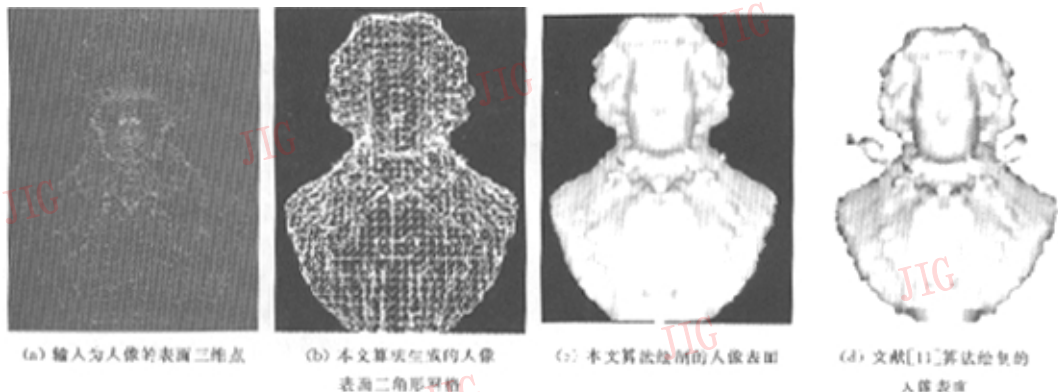 JIG
JIG
JIG
JIG
JIG
JIG
JIG
(a) 输入为人像的表面三维点
(b) 本文算法生成的人像
表面三角形网格
(c) 本文算法绘制的人像表面
(d) 文献[11]算法绘制的
人像表面